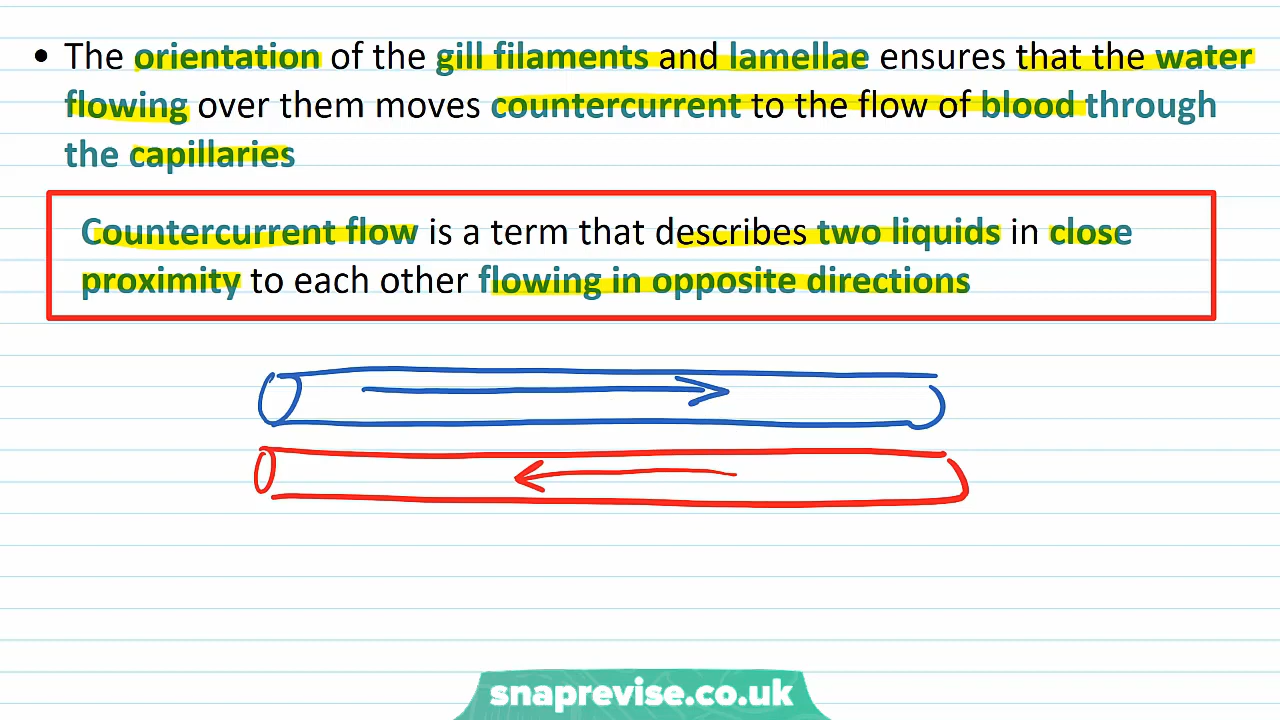 • The orientation of the gill filaments and lamellae ensures that the water
flowing over them moves countercurrent to the flow of blood through
the capillaries
Countercurrent flow is a term that describes two liquids in close
proximity to each other flowing in opposite directions
snaprevise.co.uk